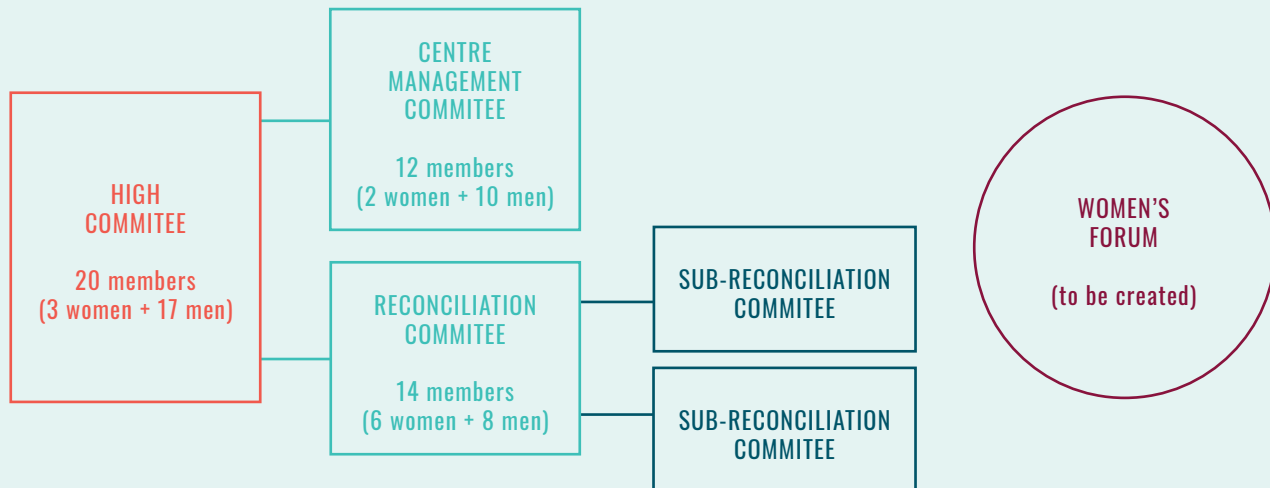 HIGH
COMMITEE
20 members
(3 women + 17 men)
CENTRE
MANAGEMENT
COMMITEE
12 members
(2 women + 10 men)
RECONCILIATION
COMMITEE
14 members
(6 women + 8 men)
SUB-RECONCILIATION
COMMITEE
SUB-RECONCILIATION
COMMITEE
WOMEN'S
FORUM
(to be created)